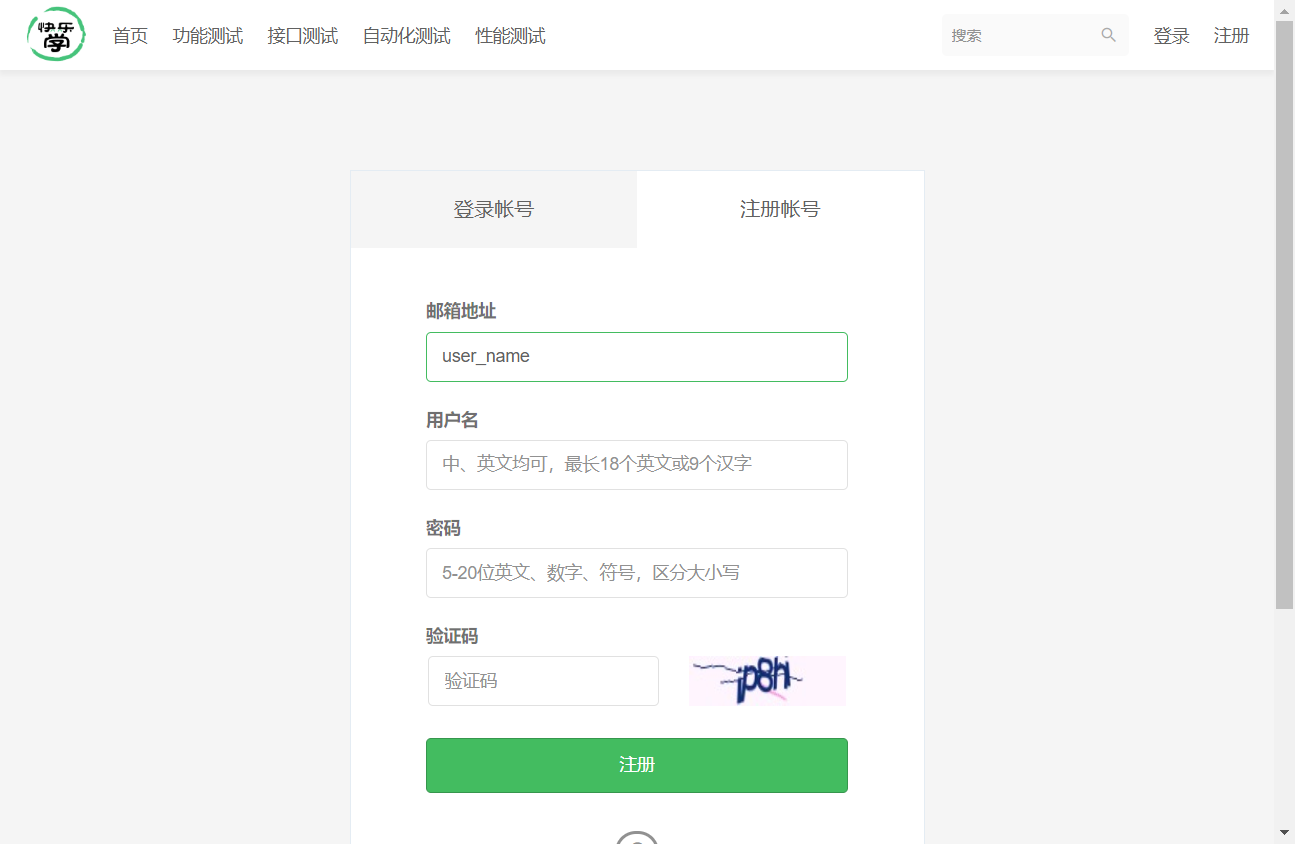 快乐
学
首页 功能测试 接口测试 自动化测试 性能测试 搜索 登录 注册
登录帐号 注册帐号
邮箱地址
user_name
用户名
中、英文均可，最长18个英文或9个汉字
密码
5-20位英文、数字、符号，区分大小写
验证码
验证码 jp8h
注册